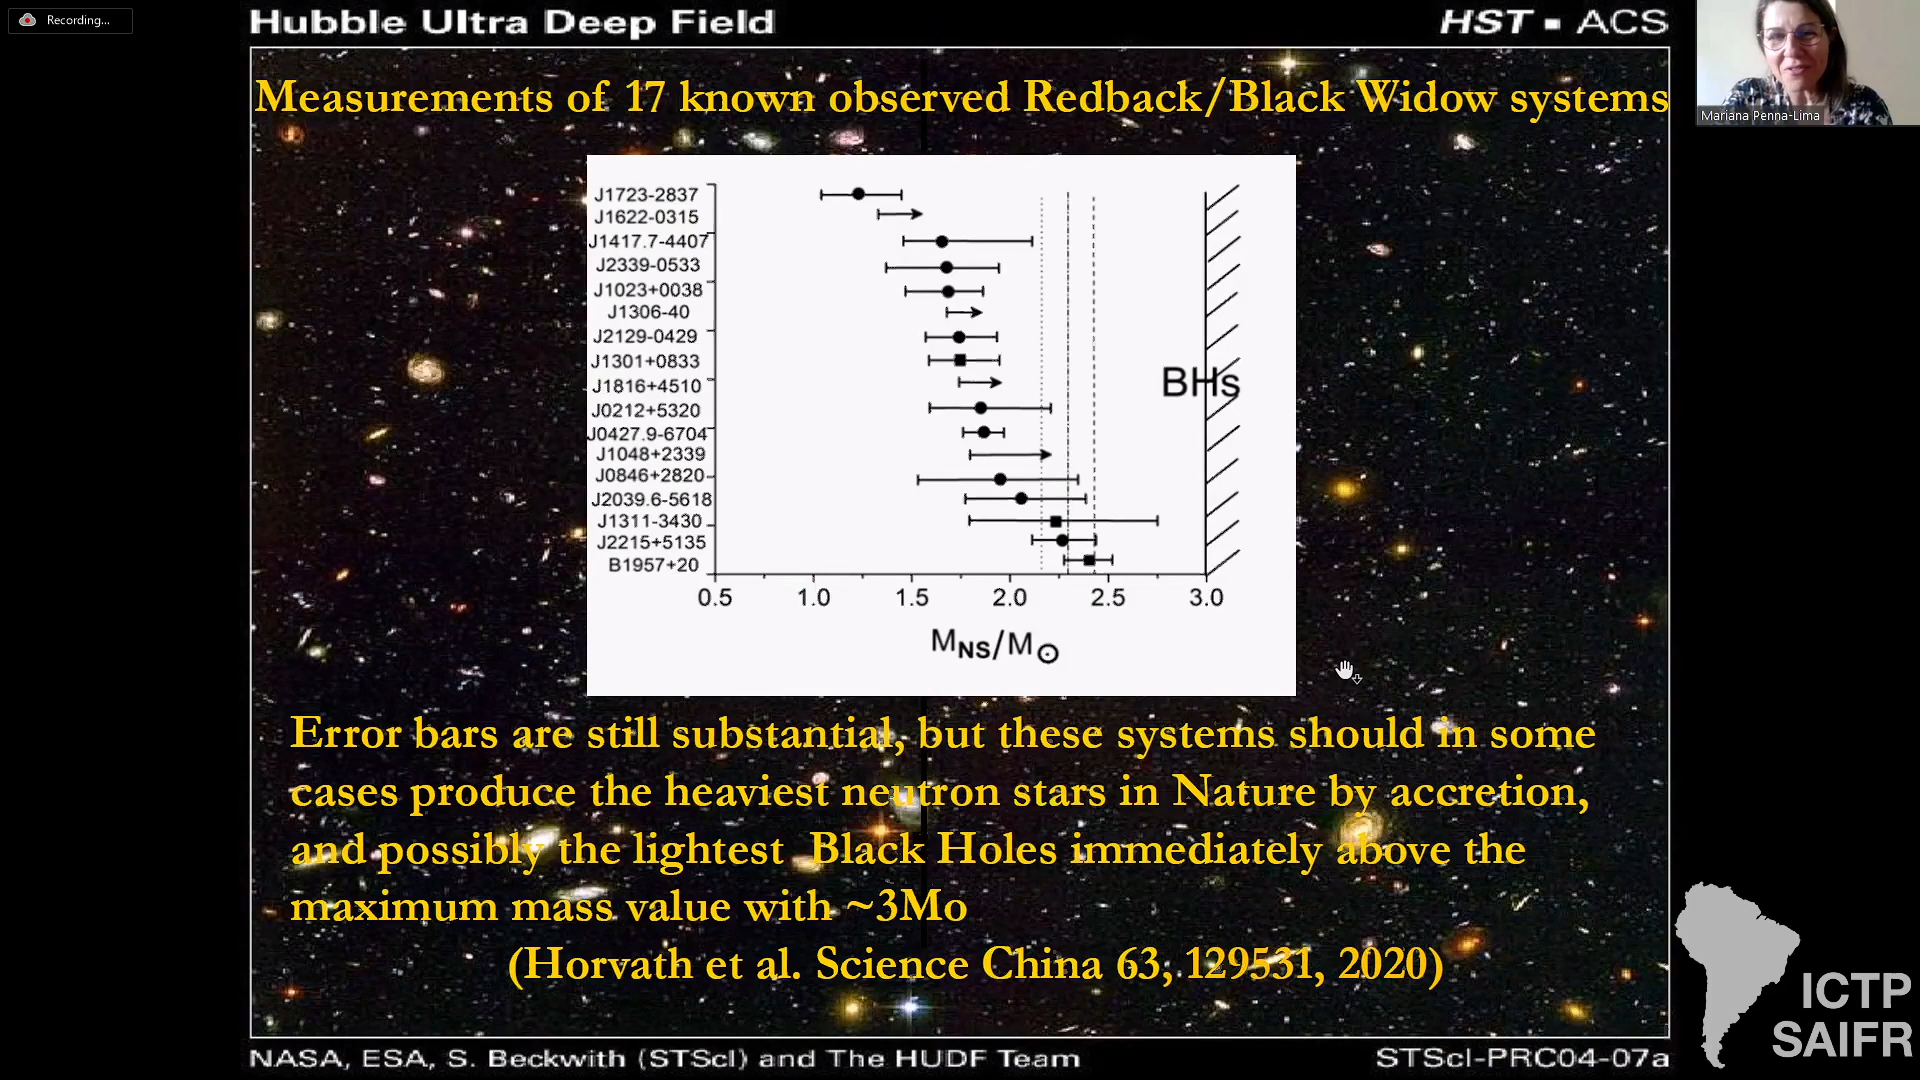 Recording...
Hubble Ultra Deep Field
HST ▪ ACS
Mariana Penna-Lima
Measurements of 17 known observed Redback/Black Widow systems
J1723-2837
J1622-0315
J1417.7-4407
J2339-0533
J1023+0038
J1306-40
J2129-0429
J1301+0833
J1816+4510
J0212+5320
J0427.9-6704
J1048+2339
J0846+2820
J2039.6-5618
J1311-3430
J2215+5135
B1957+20
BHs
0.5 1.0 1.5 2.0 2.5 3.0
MNS/M⊙
Error bars are still substantial, but these systems should in some
cases produce the heaviest neutron stars in Nature by accretion,
and possibly the lightest Black Holes immediately above the
maximum mass value with ~3Mo
(Horvath et al. Science China 63, 129531, 2020)
NASA, ESA, S. Beckwith (STScI) and The HUDF Team
STScI-PRC04-07a
ICTP
SAIFR